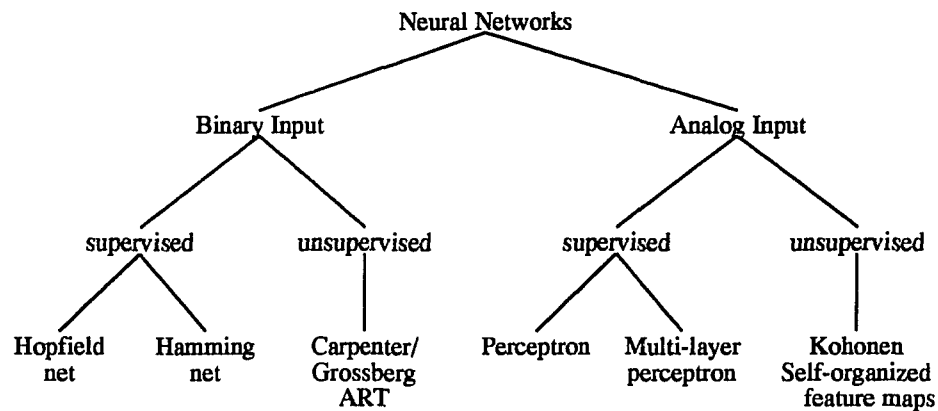 Neural Networks
Binary Input
Analog Input
supervised
unsupervised
supervised
unsupervised
Hopfield
net
Hamming
net
Carpenter/
Grossberg
ART
Perceptron
Multi-layer
perceptron
Kohonen
Self-organized
feature maps